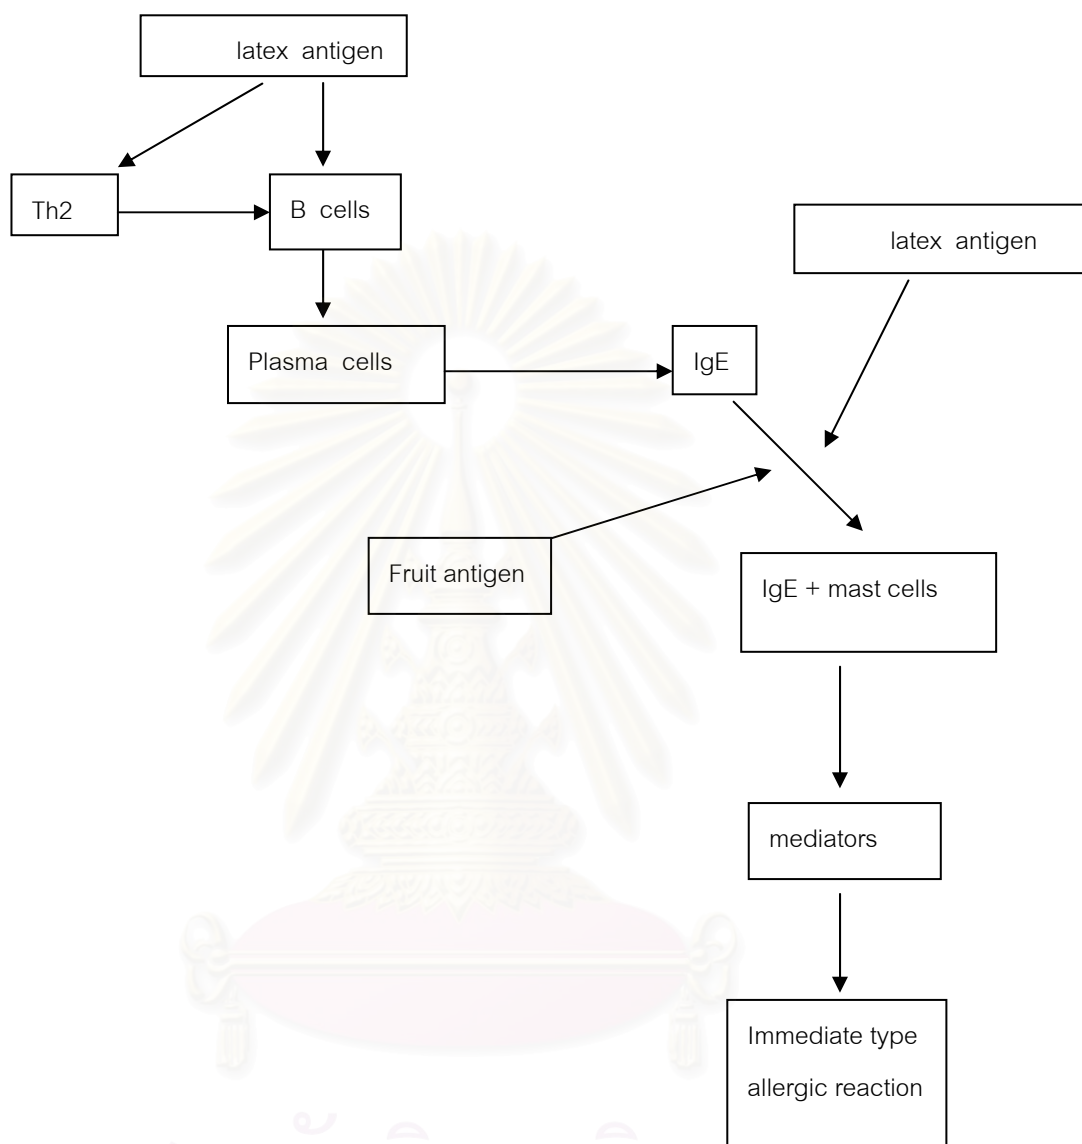 latex antigen
Th2
B cells
latex antigen
Plasma cells
IgE
Fruit antigen
IgE + mast cells
mediators
Immediate type
allergic reaction